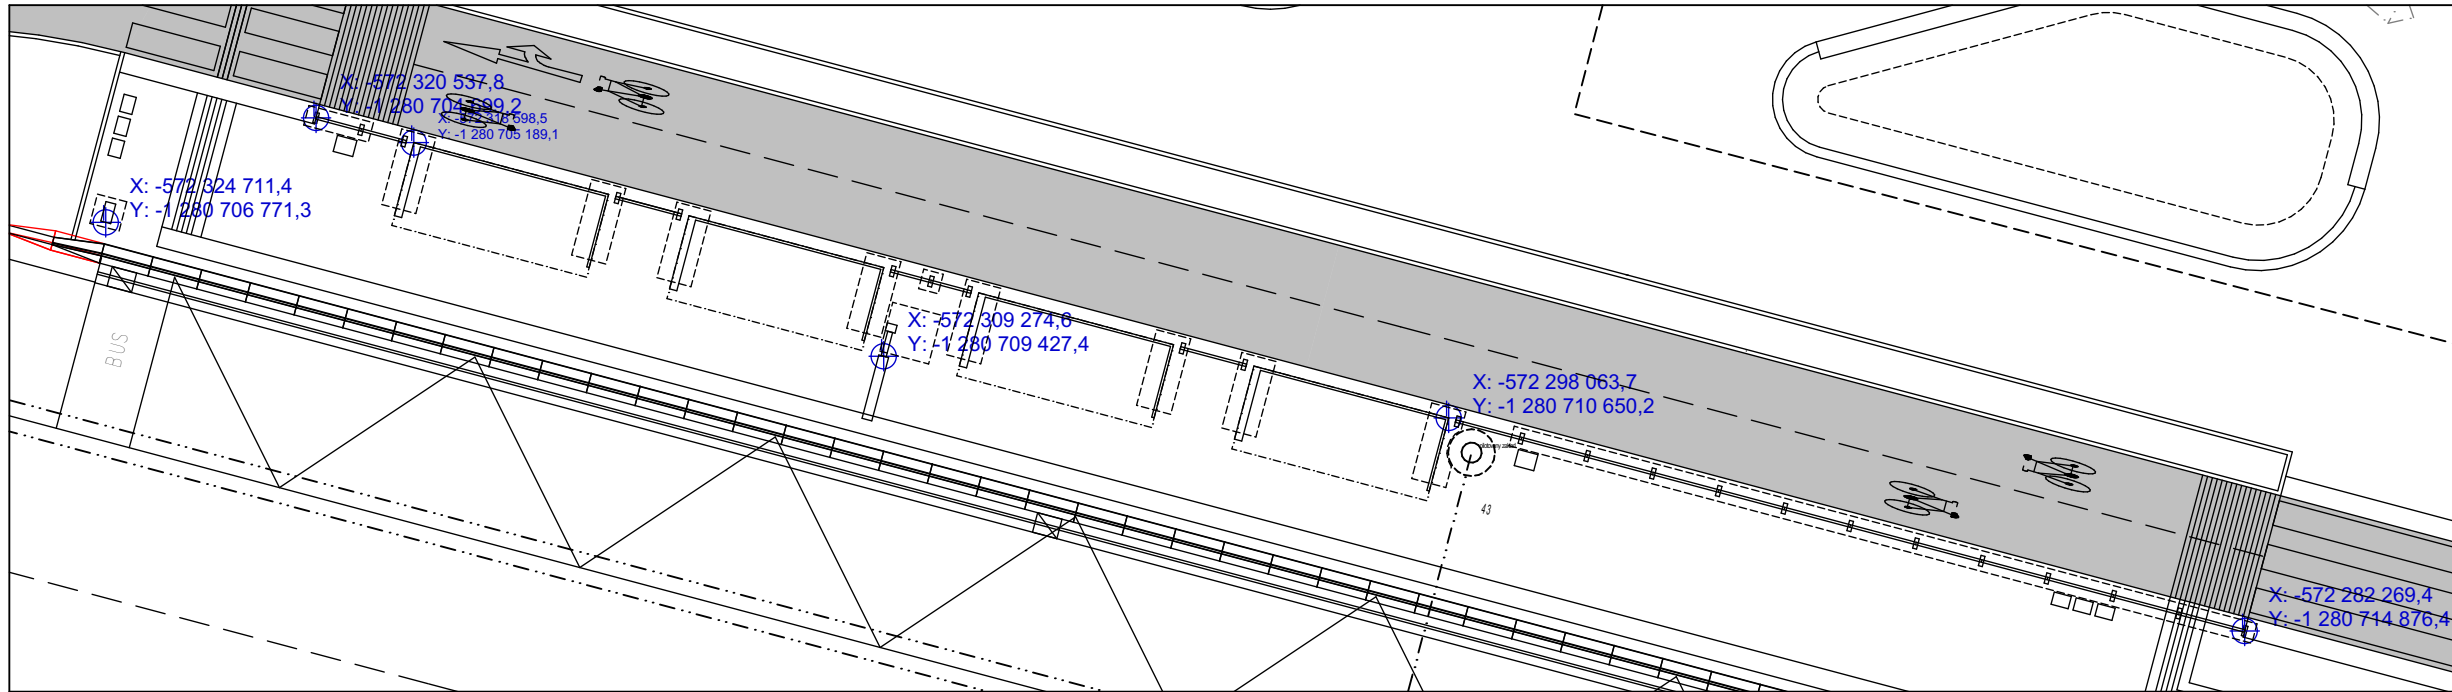 X: -572 320 537,8
Y: -1 280 704 699,2
X: -572 318 598,5
Y: -1 280 705 189,1
X: -572 324 711,4
Y: -1 280 706 771,3
X: -572 309 274,6
Y: -1 280 709 427,4
BUS
X: -572 298 063,7
Y: -1 280 710 650,2
43
X: -572 282 269,4
Y: -1 280 714 876,4